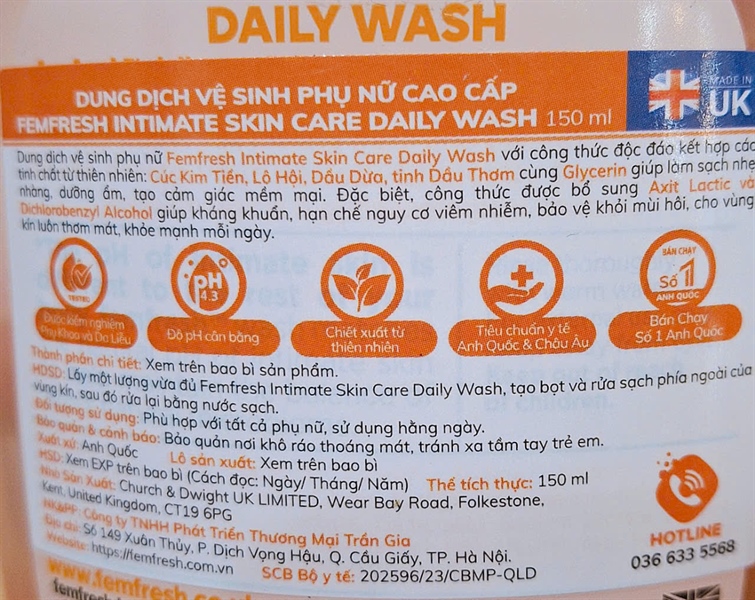 DAILY WASH
DUNG DỊCH VỆ SINH PHỤ NỮ CAO CẤP
FEMFRESH INTIMATE SKIN CARE DAILY WASH 150 ml
MADE IN
UK
Dung dịch vệ sinh phụ nữ Femfresh Intimate Skin Care Daily Wash với công thức độc đáo kết hợp các
tinh chất từ thiên nhiên: Cúc Kim Tiền, Lô Hội, Dầu Dừa, tinh Dầu Thơm cùng Glycerin giúp làm sạch nhẹ
nhàng, dưỡng ẩm, tạo cảm giác mềm mại. Đặc biệt, công thức được bổ sung Axit Lactic và
Dichlorobenzyl Alcohol giúp kháng khuẩn, hạn chế nguy cơ viêm nhiễm, bảo vệ khỏi mùi hôi, cho vùng
kín luôn thơm mát, khỏe mạnh mỗi ngày.
TESTED
Được kiểm nghiệm
Phụ Khoa và Da Liễu
pH
4.3
Độ pH cân bằng
Chiết xuất từ
thiên nhiên
Tiêu chuẩn y tế
Anh Quốc & Châu Âu
BÁN CHẠY
Số 1
ANH QUỐC
Bán Chạy
Số 1 Anh Quốc
Thành phần chi tiết: Xem trên bao bì sản phẩm.
HDSD: Lấy một lượng vừa đủ Femfresh Intimate Skin Care Daily Wash, tạo bọt và rửa sạch phía ngoài của
vùng kín, sau đó rửa lại bằng nước sạch.
Đối tượng sử dụng: Phù hợp với tất cả phụ nữ, sử dụng hằng ngày.
Bảo quản & cảnh báo: Bảo quản nơi khô ráo thoáng mát, tránh xa tầm tay trẻ em.
Xuất xứ: Anh Quốc Lô sản xuất: Xem trên bao bì
HSD: Xem EXP trên bao bì (Cách đọc: Ngày/ Tháng/ Năm) Thể tích thực: 150 ml
Nhà Sản Xuất: Church & Dwight UK LIMITED, Wear Bay Road, Folkestone,
Kent, United Kingdom, CT19 6PG
NK&PP: Công ty TNHH Phát Triển Thương Mại Trần Gia
Địa chỉ: Số 149 Xuân Thủy, P. Dịch Vọng Hậu, Q. Cầu Giấy, TP. Hà Nội.
Website: https://femfresh.com.vn SCB Bộ y tế: 202596/23/CBMP-QLD
HOTLINE
036 633 5568